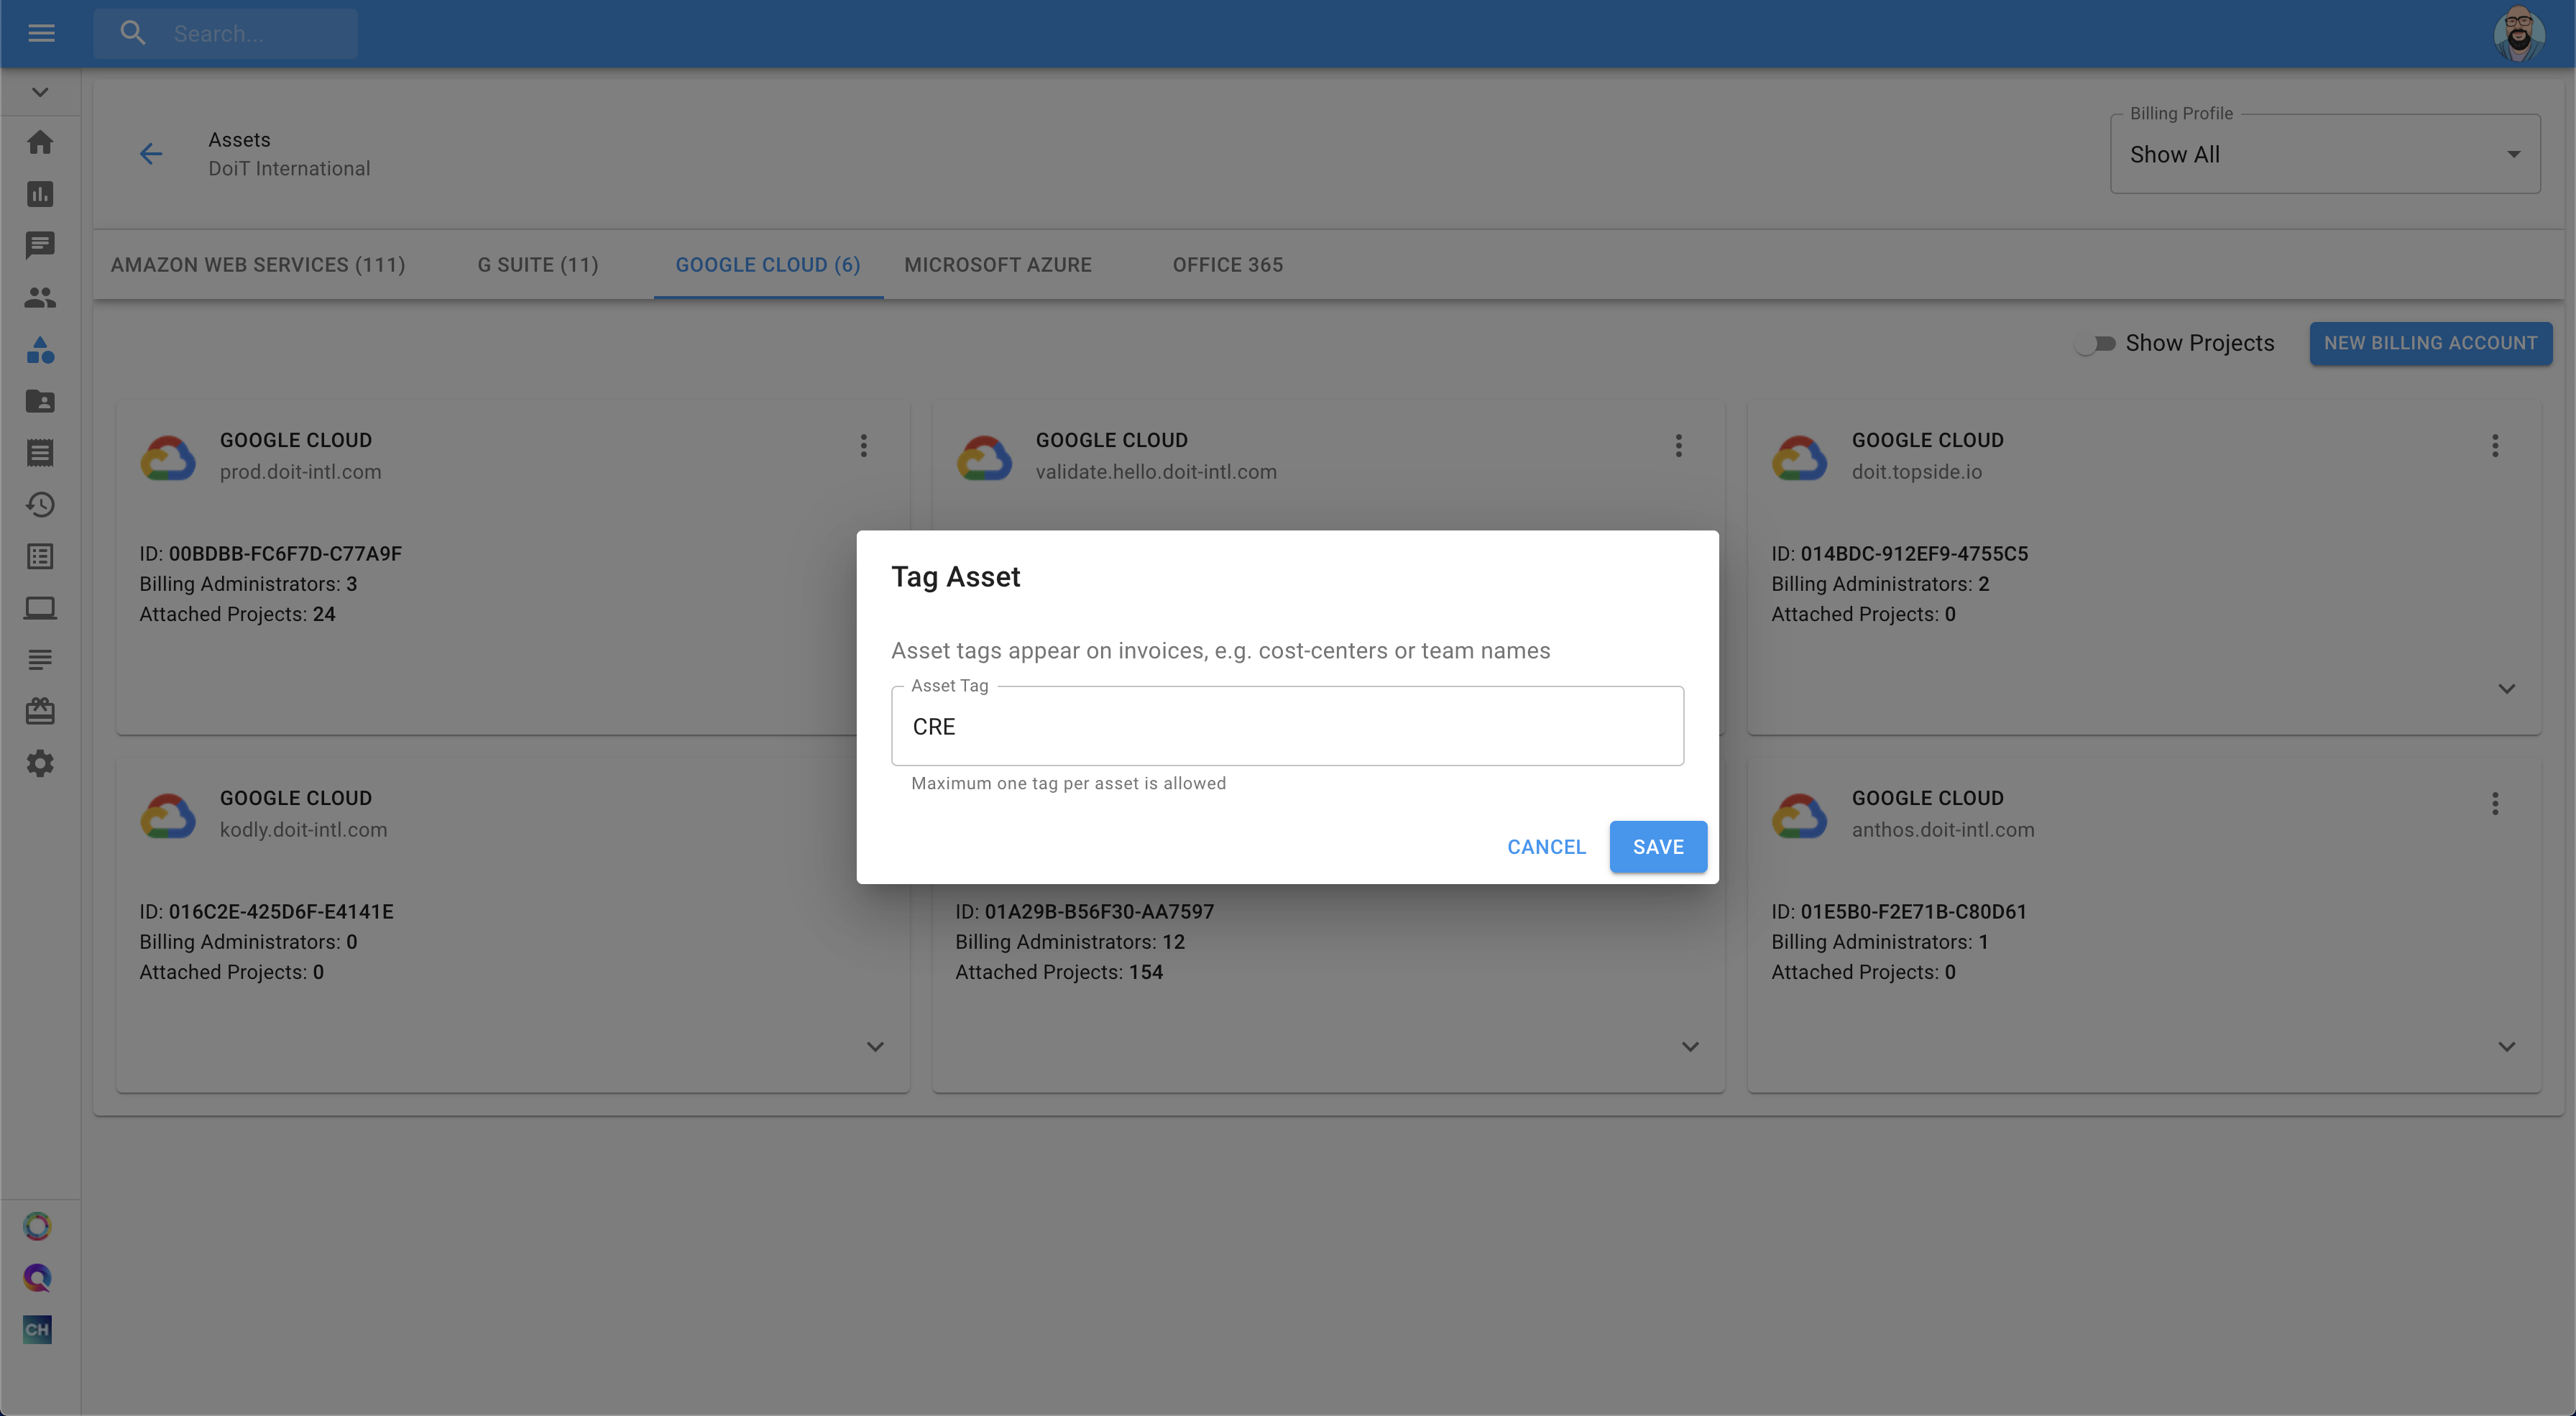 Search...
Assets
DoiT International
Billing Profile
Show All
AMAZON WEB SERVICES (111)
G SUITE (11)
GOOGLE CLOUD (6)
MICROSOFT AZURE
OFFICE 365
Show Projects
NEW BILLING ACCOUNT
GOOGLE CLOUD
prod.doit-intl.com
ID: 00BDBB-FC6F7D-C77A9F
Billing Administrators: 3
Attached Projects: 24
GOOGLE CLOUD
validate.hello.doit-intl.com
GOOGLE CLOUD
doit.topside.io
ID: 014BDC-912EF9-4755C5
Billing Administrators: 2
Attached Projects: 0
Tag Asset
Asset tags appear on invoices, e.g. cost-centers or team names
Asset Tag
CRE
Maximum one tag per asset is allowed
CANCEL
SAVE
GOOGLE CLOUD
kodly.doit-intl.com
ID: 016C2E-425D6F-E4141E
Billing Administrators: 0
Attached Projects: 0
ID: 01A29B-B56F30-AA7597
Billing Administrators: 12
Attached Projects: 154
GOOGLE CLOUD
anthos.doit-intl.com
ID: 01E5B0-F2E71B-C80D61
Billing Administrators: 1
Attached Projects: 0
CH